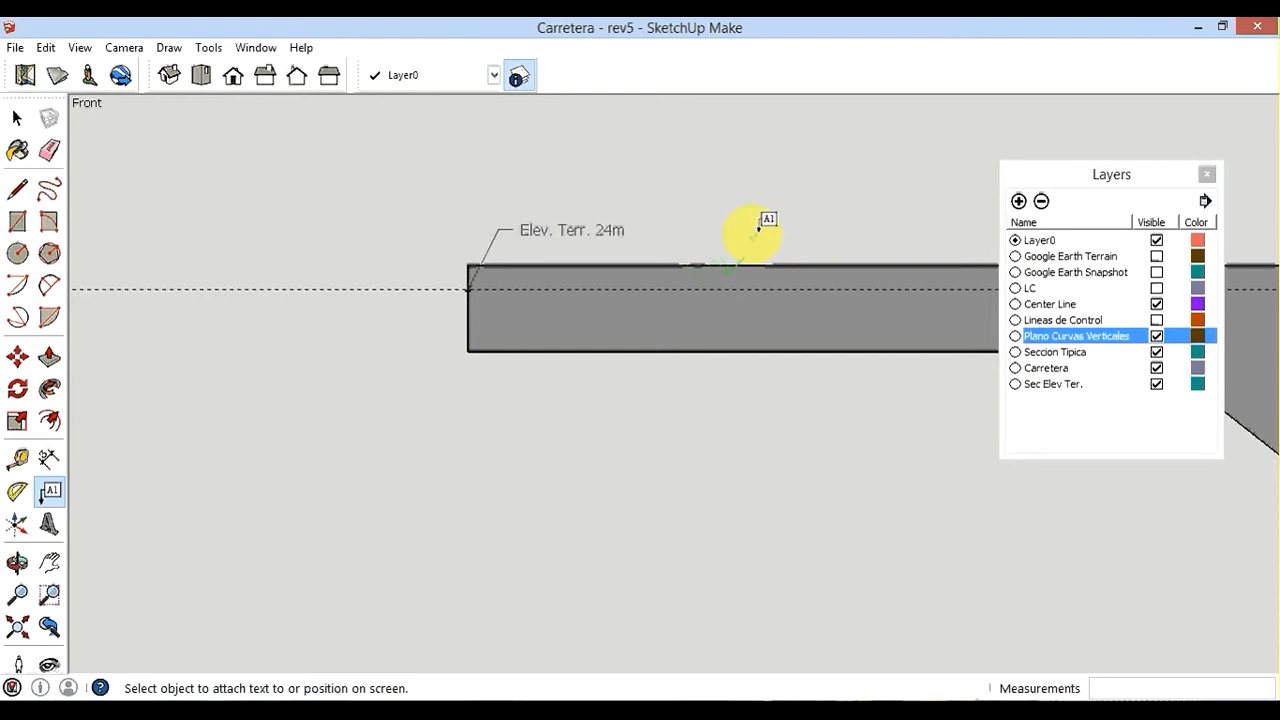 Carretera - rev5 - SketchUp Make
File Edit View Camera Draw Tools Window Help
Layer0
Front
A1
Elev. Terr. 24m
Layers
Name Visible Color
Layer0
Google Earth Terrain
Google Earth Snapshot
LC
Center Line
Lineas de Control
Plano Curvas Verticales
Seccion Tipica
Carretera
Sec Elev Ter.
A1
Select object to attach text to or position on screen.
Measurements